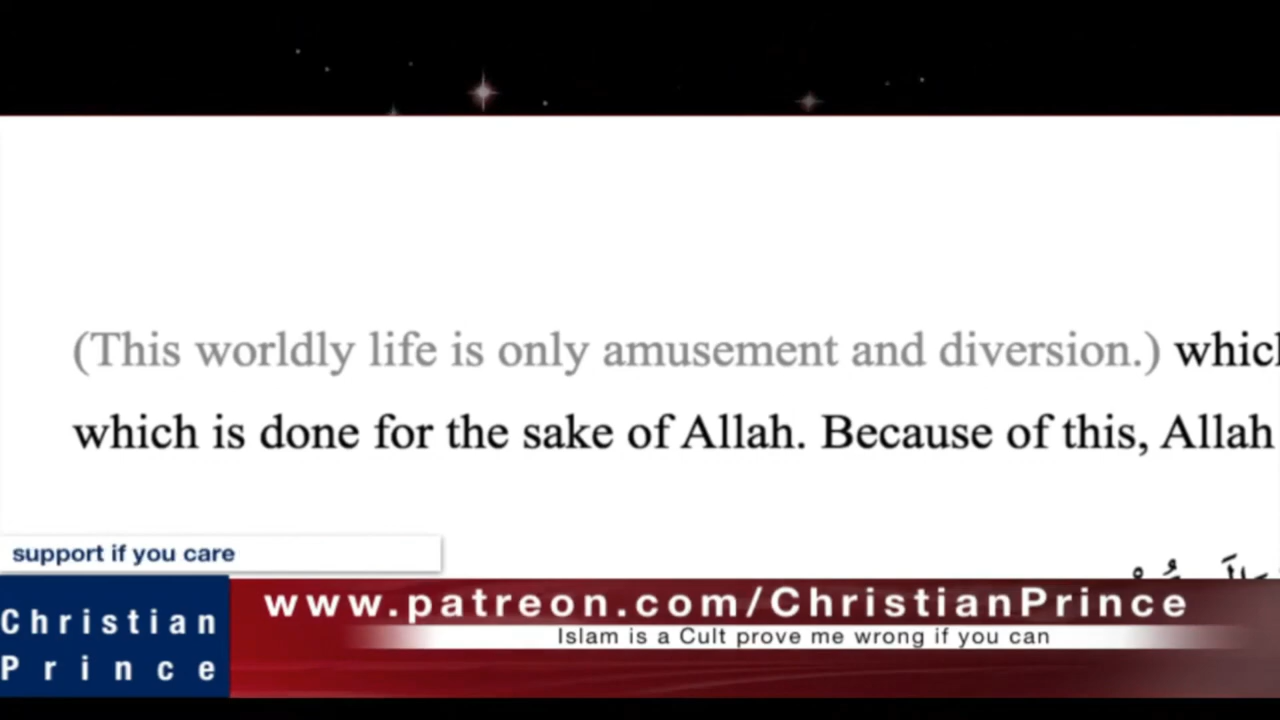 (This worldly life is only amusement and diversion.)
which is done for the sake of Allah. Because of this, Allah
support if you care
Christian
Prince
www.patreon.com/ChristianPrince
Islam is a Cult prove me wrong if you can